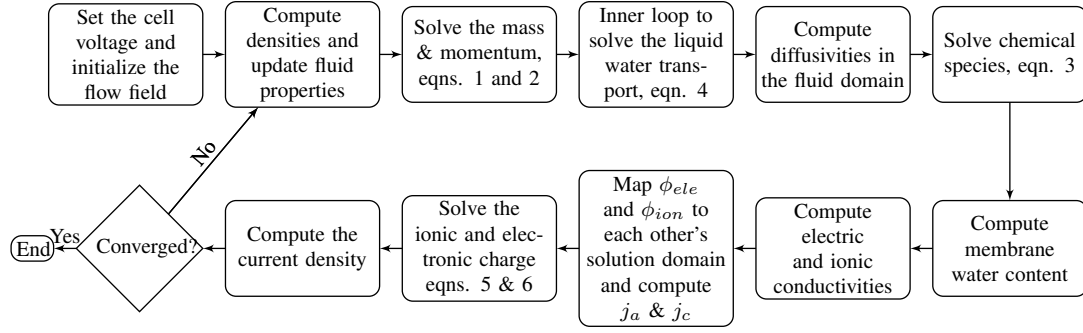 Set the cell
voltage and
initialize the
flow field
Compute
densities and
update fluid
properties
Solve the mass
& momentum,
eqns. 1 and 2
Inner loop to
solve the liquid
water trans-
port, eqn. 4
Compute
diffusivities in
the fluid domain
Solve chemical
species, eqn. 3
Compute
membrane
water content
Compute
electric
and ionic
conductivities
Map ϕ_ele
and ϕ_ion to
each other's
solution domain
and compute
j_a & j_c
Solve the
ionic and elec-
tronic charge
eqns. 5 & 6
Compute the
current density
Converged?
No
Yes
End